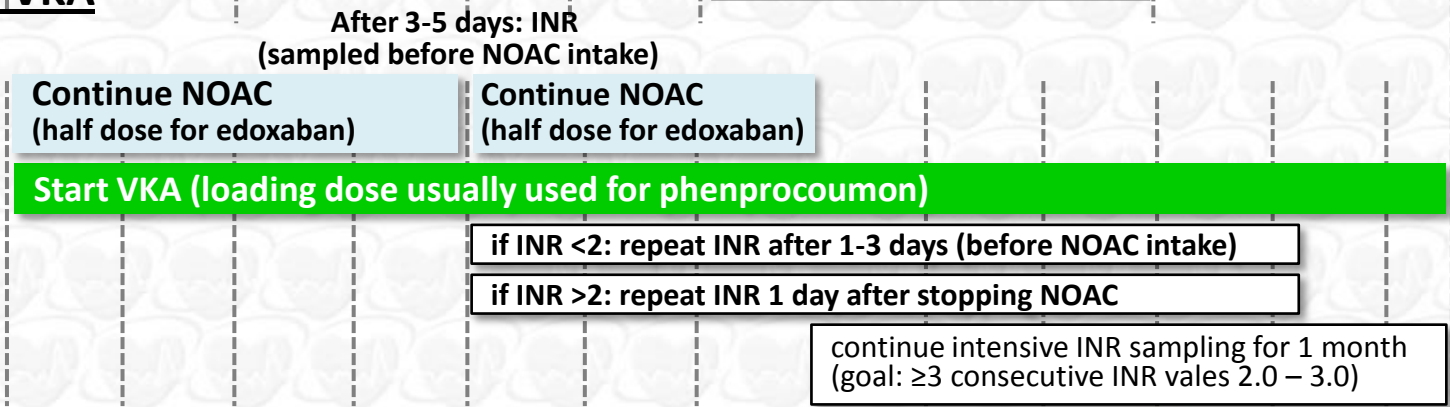 VKA
After 3-5 days: INR
(sampled before NOAC intake)
Continue NOAC
(half dose for edoxaban)
Continue NOAC
(half dose for edoxaban)
Start VKA (loading dose usually used for phenprocoumon)
if INR <2: repeat INR after 1-3 days (before NOAC intake)
if INR >2: repeat INR 1 day after stopping NOAC
continue intensive INR sampling for 1 month
(goal: ≥3 consecutive INR vales 2.0 – 3.0)